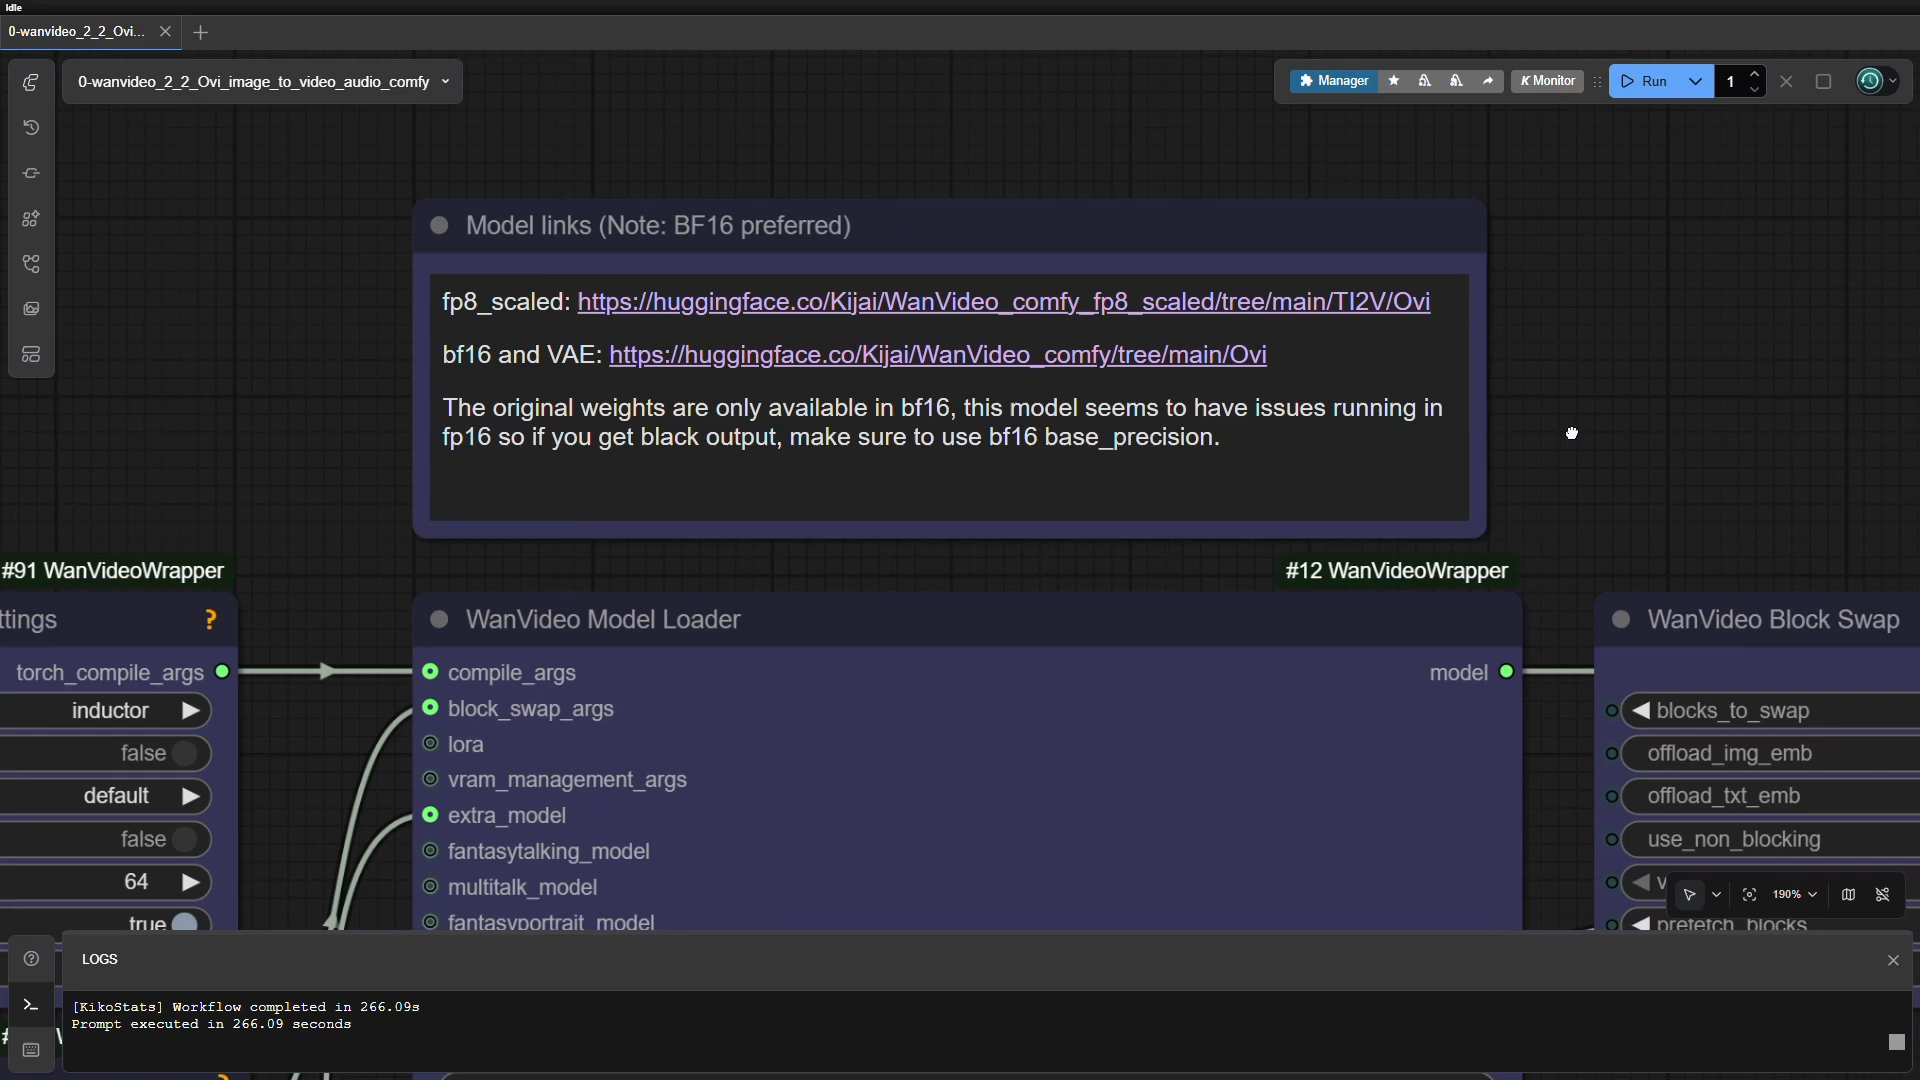 Idle
0-wanvideo_2_2_Ovi...
0-wanvideo_2_2_Ovi_image_to_video_audio_comfy
Manager
K Monitor
Run
1
Model links (Note: BF16 preferred)
fp8_scaled: https://huggingface.co/Kijai/WanVideo_comfy_fp8_scaled/tree/main/TI2V/Ovi
bf16 and VAE: https://huggingface.co/Kijai/WanVideo_comfy/tree/main/Ovi
The original weights are only available in bf16, this model seems to have issues running in
fp16 so if you get black output, make sure to use bf16 base_precision.
#91 WanVideoWrapper
ttings
?
torch_compile_args
inductor
false
default
false
64
true
#12 WanVideoWrapper
WanVideo Model Loader
compile_args
model
block_swap_args
lora
vram_management_args
extra_model
fantasytalking_model
multitalk_model
fantasyportrait_model
WanVideo Block Swap
blocks_to_swap
offload_img_emb
offload_txt_emb
use_non_blocking
prefetch_blocks
190%
LOGS
[KikoStats] Workflow completed in 266.09s
Prompt executed in 266.09 seconds